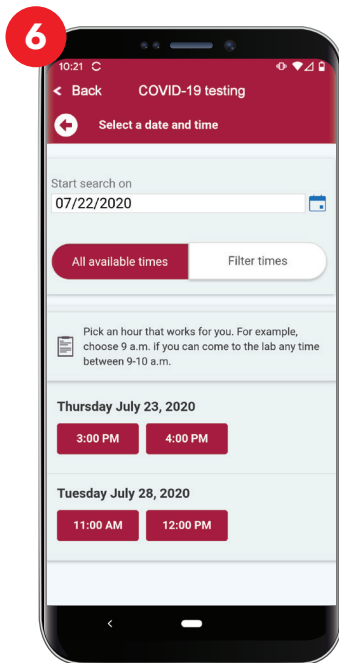 6
10:21
< Back COVID-19 testing
Select a date and time
Start search on
07/22/2020
All available times Filter times
Pick an hour that works for you. For example,
choose 9 a.m. if you can come to the lab any time
between 9-10 a.m.
Thursday July 23, 2020
3:00 PM 4:00 PM
Tuesday July 28, 2020
11:00 AM 12:00 PM